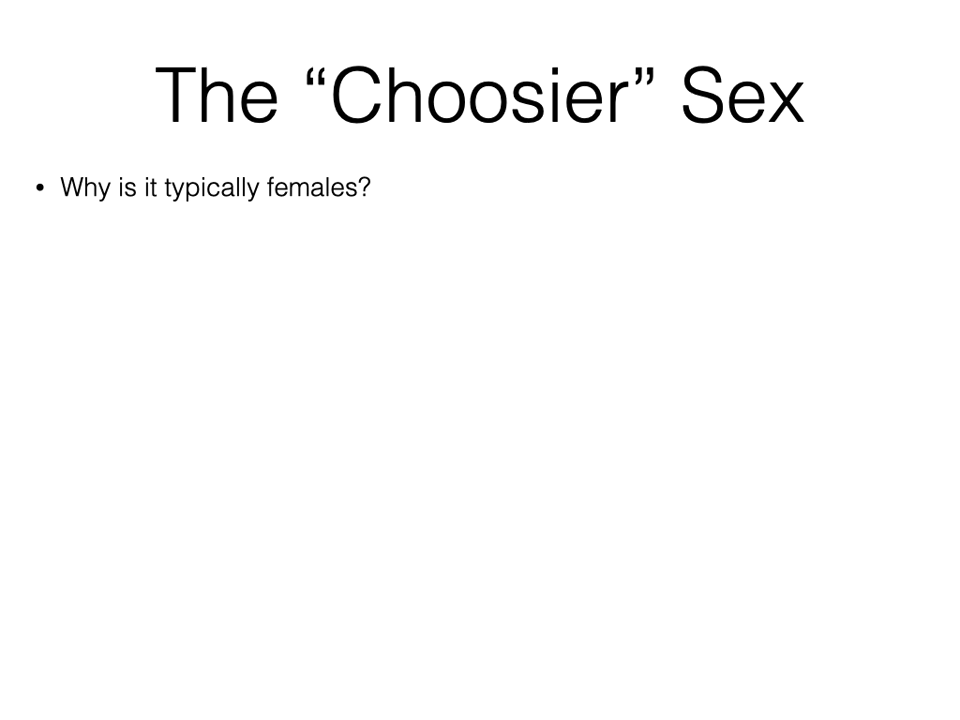 The “Choosier” Sex
• Why is it typically females?